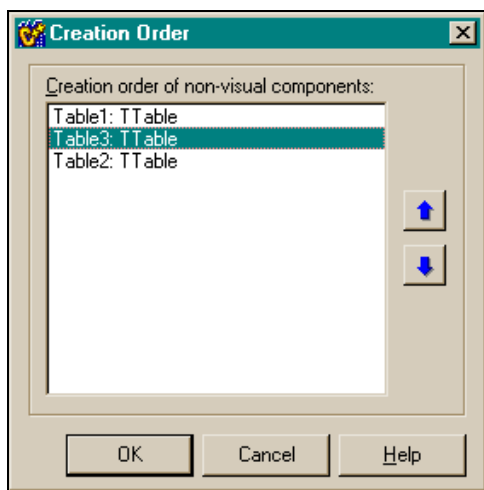 Creation Order
Creation order of non-visual components:
Table1: TTable
Table3: TTable
Table2: TTable
OK
Cancel
Help